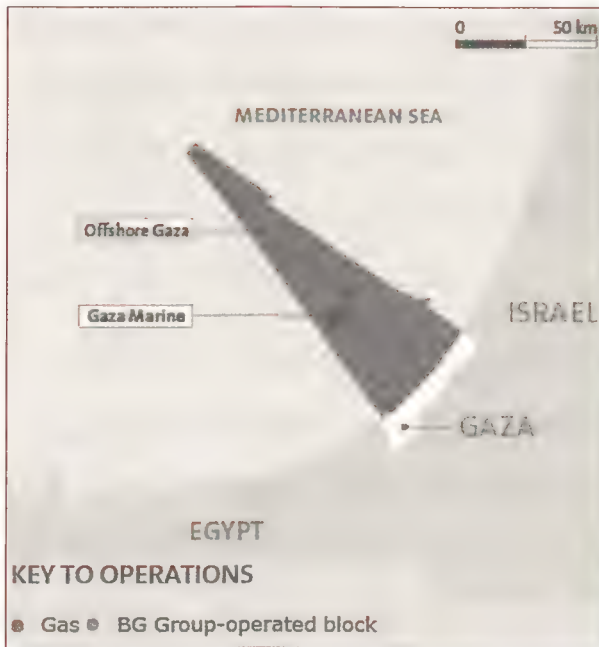 0 50 km
MEDITERRANEAN SEA
Offshore Gaza
Gaza Marine
ISRAEL
GAZA
EGYPT
KEY TO OPERATIONS
Gas BG Group-operated block